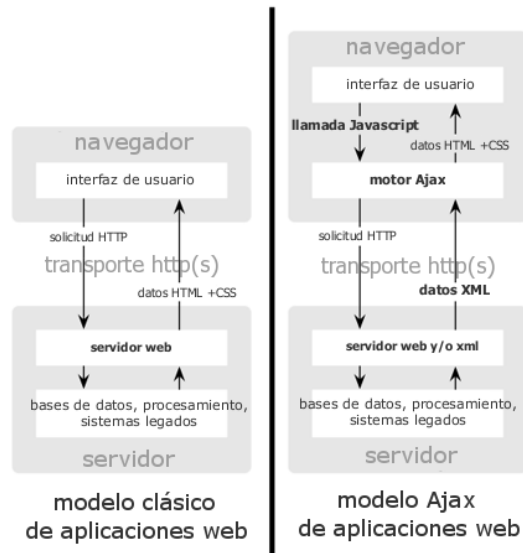 navegador
interfaz de usuario
solicitud HTTP
transporte http(s)
datos HTML +CSS
servidor web
bases de datos, procesamiento,
sistemas legados
servidor
modelo clásico
de aplicaciones web
navegador
interfaz de usuario
llamada Javascript
datos HTML +CSS
motor Ajax
solicitud HTTP
transporte http(s)
datos XML
servidor web y/o xml
bases de datos, procesamiento,
sistemas legados
servidor
modelo Ajax
de aplicaciones web